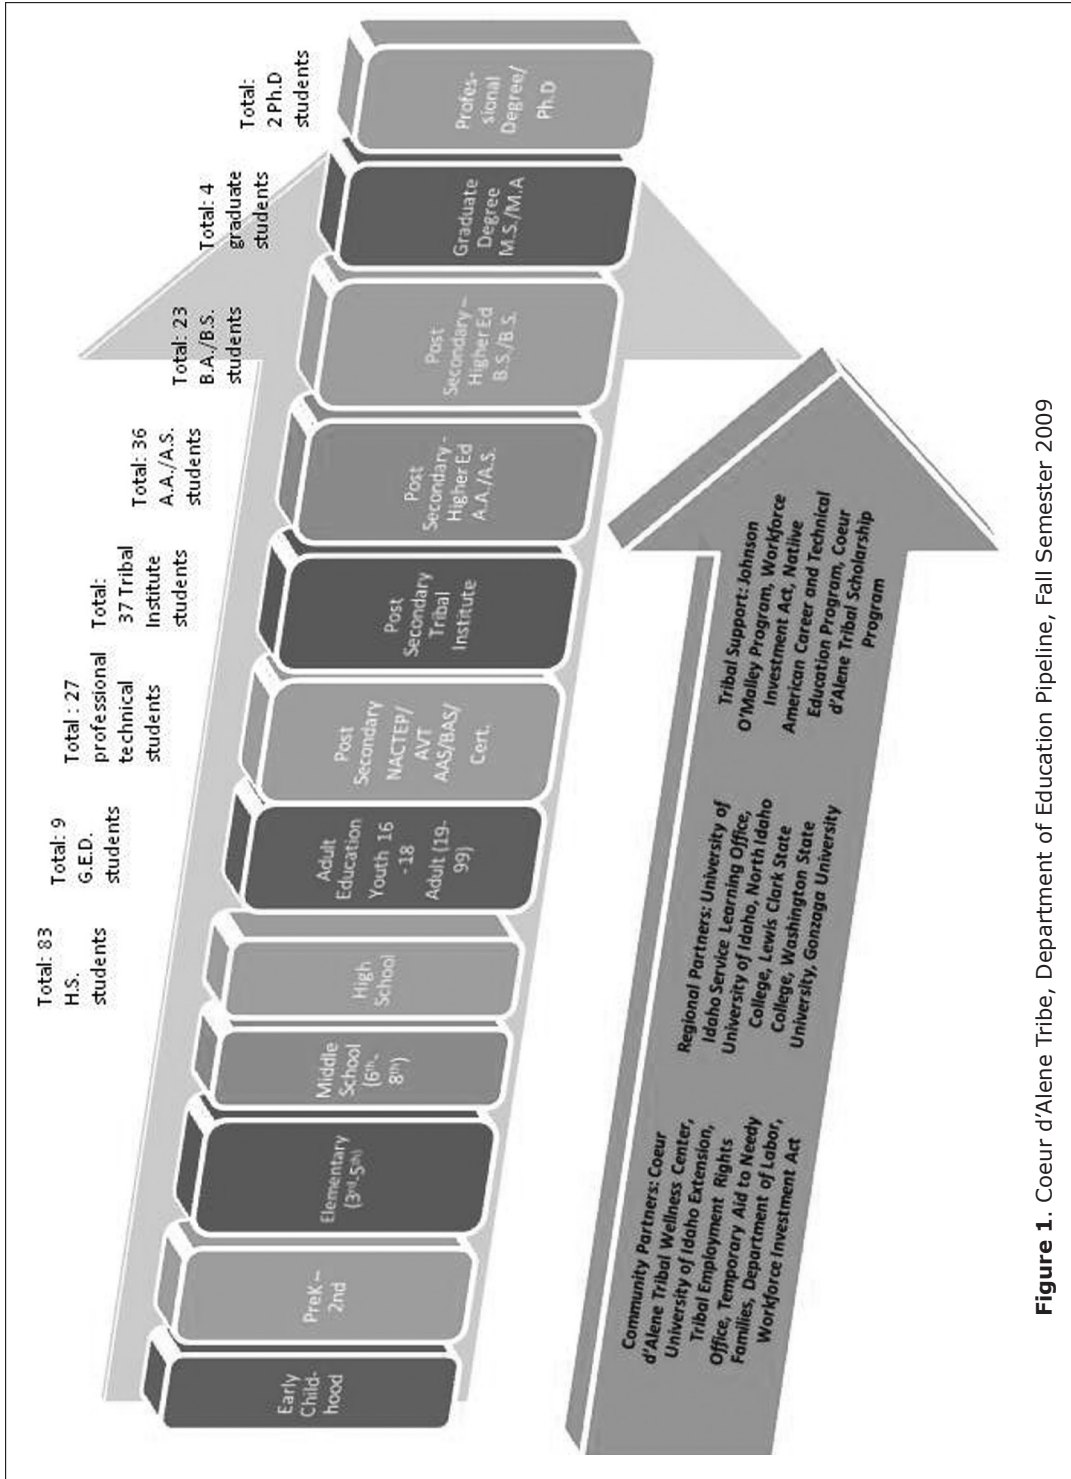 Total: 83
H.S.
students
Total: 9
G.E.D.
students
Total : 27
professional
technical
students
Total:
37 Tribal
Institute
students
Total: 36
A.A./A.S.
students
Total: 23
B.A./B.S.
students
Total: 4
graduate
students
Total:
2 Ph.D
students
Early
Child-
hood
PreK –
2nd
Elementary
(3rd-5th)
Middle
School
(6th-
8th)
High
School
Adult
Education
Youth 16
- 18
Adult (19-
99)
Post
Secondary
NACTEP/
AVT
AAS/BAS/
Cert.
Post
Secondary
Tribal
Institute
Post
Secondary-
Higher Ed
A.A./A.S.
Post
Secondary –
Higher Ed
B.S./B.S.
Graduate
Degree
M.S./M.A
Profes-
sional
Degree/
Ph.D
Community Partners: Coeur
d'Alene Tribal Wellness Center,
University of Idaho Extension,
Tribal Employment Rights
Office, Temporary Aid to Needy
Families, Department of Labor,
Workforce Investment Act
Regional Partners: University of
Idaho Service Learning Office,
University of Idaho, North Idaho
College, Lewis Clark State
College, Washington State
University, Gonzaga University
Tribal Support: Johnson
O'Malley Program, Workforce
Investment Act, Natiive
American Career and Technical
Education Program, Coeur
d'Alene Tribal Scholarship
Program
Figure 1. Coeur d'Alene Tribe, Department of Education Pipeline, Fall Semester 2009